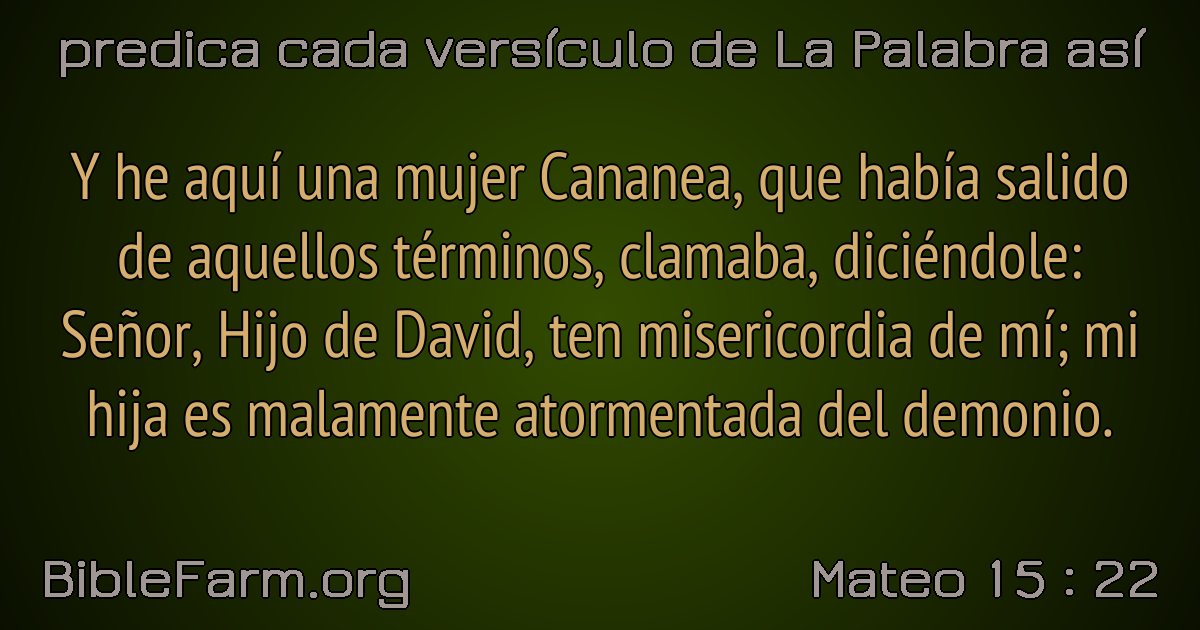 predica cada versículo de La Palabra así
Y he aquí una mujer Cananea, que había salido
de aquellos términos, clamaba, diciéndole:
Señor, Hijo de David, ten misericordia de mí; mi
hija es malamente atormentada del demonio.
BibleFarm.org
Mateo 15 : 22